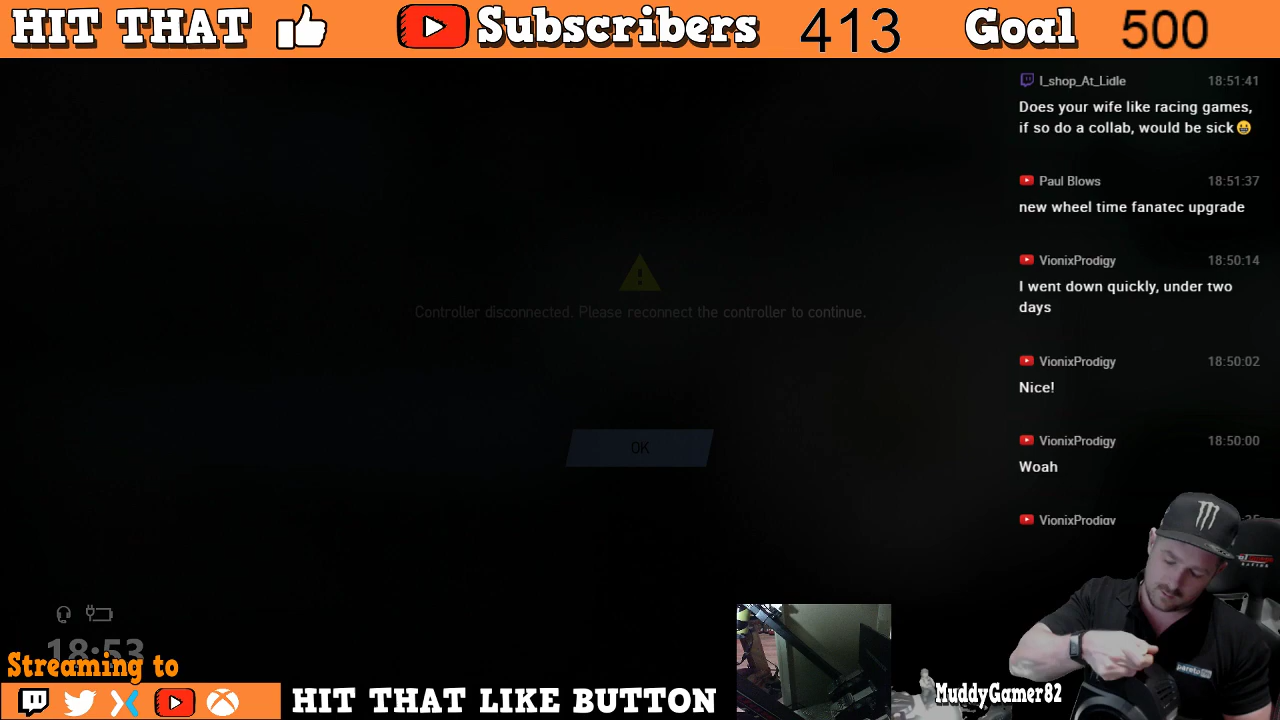 HIT THAT
Subscribers
413
Goal
500
I_shop_At_Lidle
18:51:41
Does your wife like racing games,
if so do a collab, would be sick
Paul Blows
18:51:37
new wheel time fanatec upgrade
VionixProdigy
18:50:14
I went down quickly, under two
days
VionixProdigy
18:50:02
Nice!
VionixProdigy
18:50:00
Woah
VionixProdigy
Controller disconnected. Please reconnect the controller to continue.
OK
18:53
Streaming to
HIT THAT LIKE BUTTON
MuddyGamer82